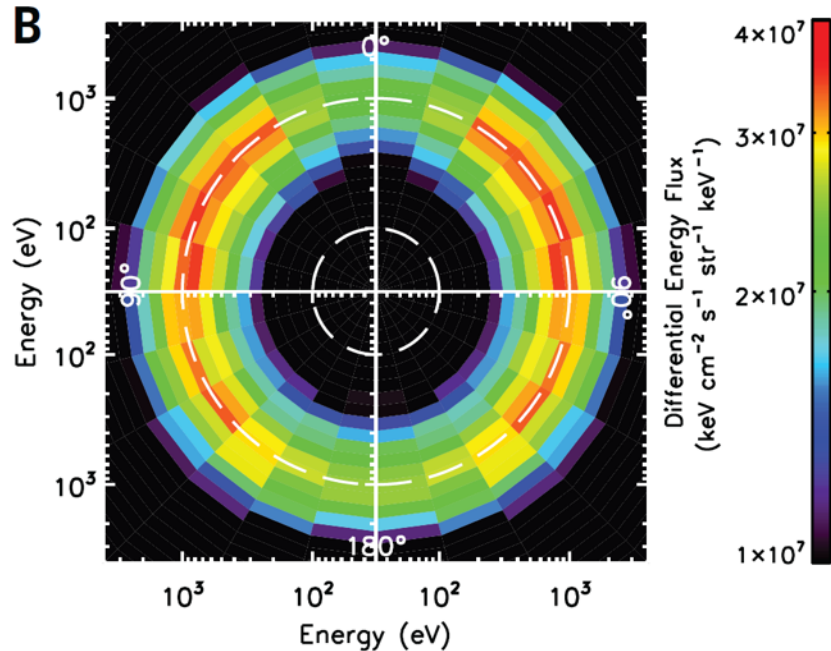 B
0°
4×10⁷
10³
3×10⁷
10²
90°
90°
2×10⁷
10²
10³
180°
1×10⁷
10³ 10² 10² 10³
Energy (eV)
Energy (eV)
Differential Energy Flux
(keV cm⁻² s⁻¹ str⁻¹ keV⁻¹)